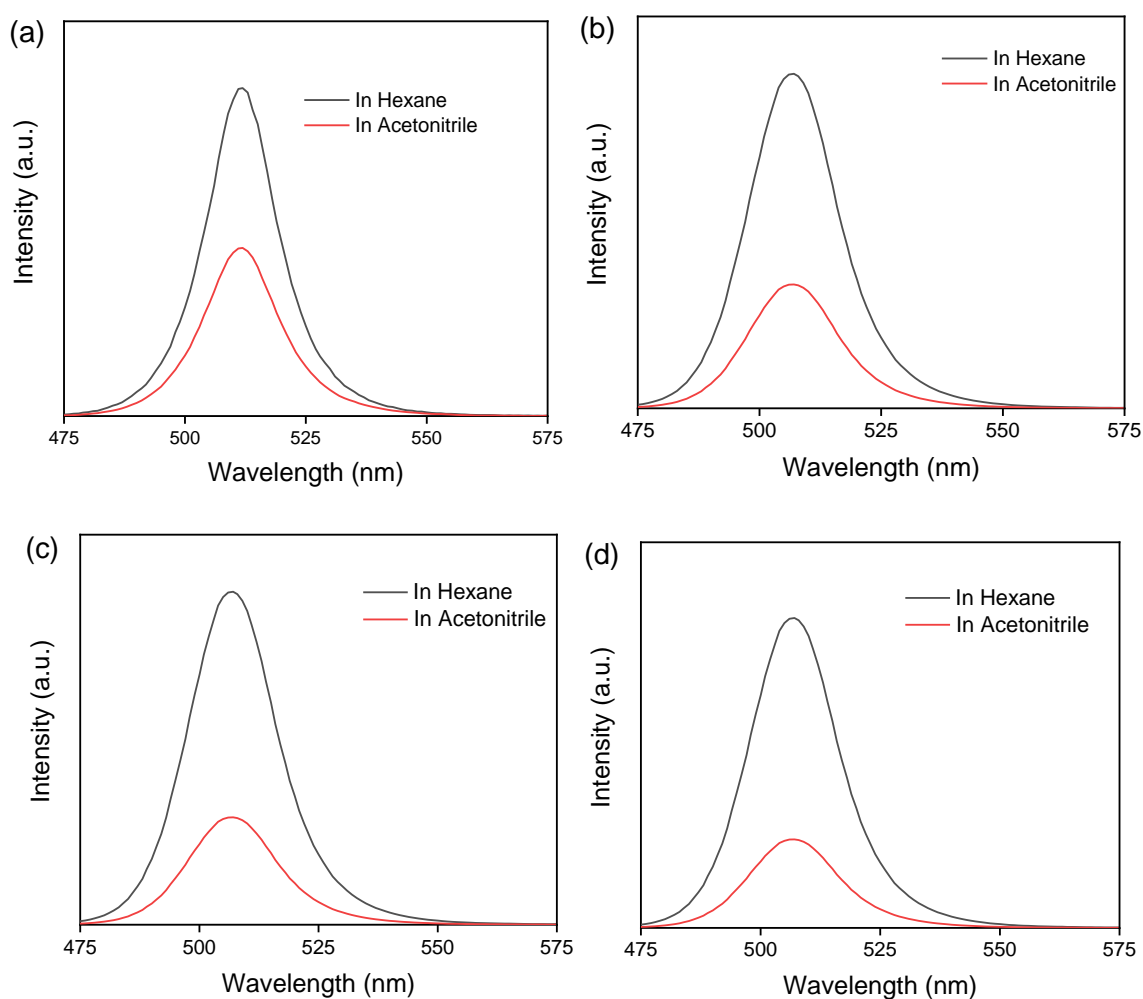 (a)
In Hexane
In Acetonitrile
Intensity (a.u.)
475 500 525 550 575
Wavelength (nm)
(b)
In Hexane
In Acetonitrile
Intensity (a.u.)
475 500 525 550 575
Wavelength (nm)
(c)
In Hexane
In Acetonitrile
Intensity (a.u.)
475 500 525 550 575
Wavelength (nm)
(d)
In Hexane
In Acetonitrile
Intensity (a.u.)
475 500 525 550 575
Wavelength (nm)